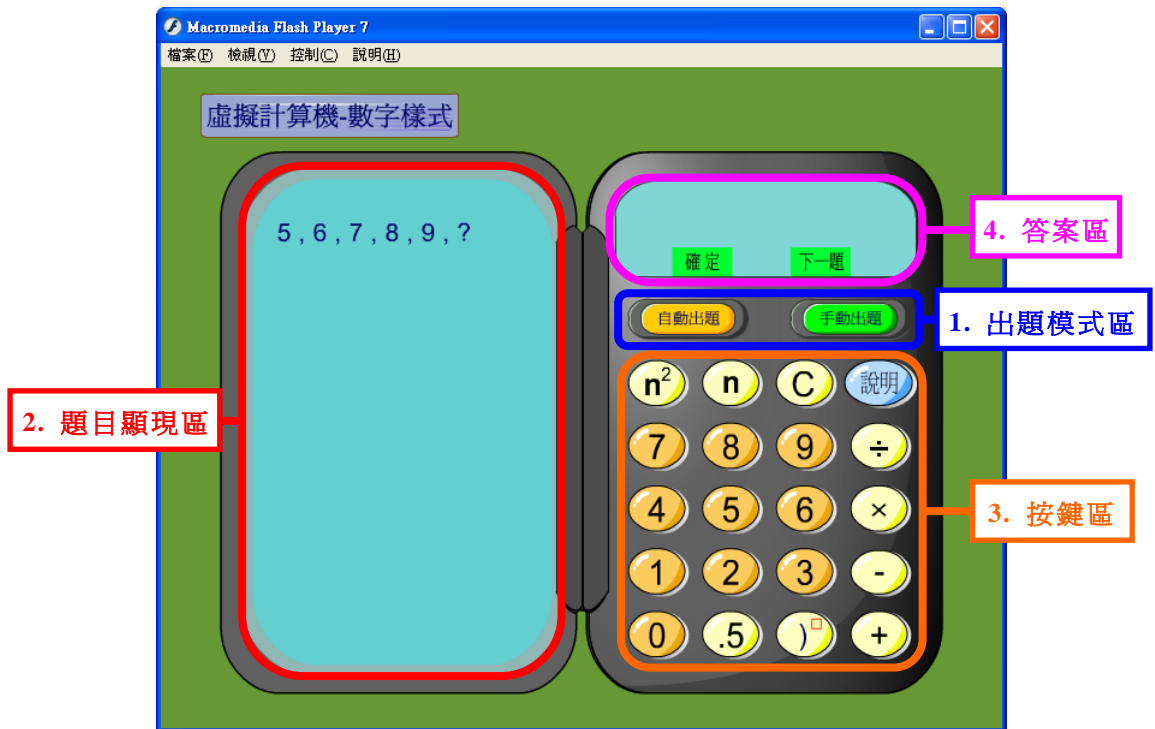 Macromedia Flash Player 7
檔案(F) 檢視(V) 控制(C) 說明(H)
虛擬計算機-數字樣式
5 , 6 , 7 , 8 , 9 , ?
確定 下一題
4. 答案區
自動出題 手動出題
1. 出題模式區
n² n C 說明
2. 題目顯現區
7 8 9 ÷
4 5 6 ×
3. 按鍵區
1 2 3 -
0 .5 )□ +